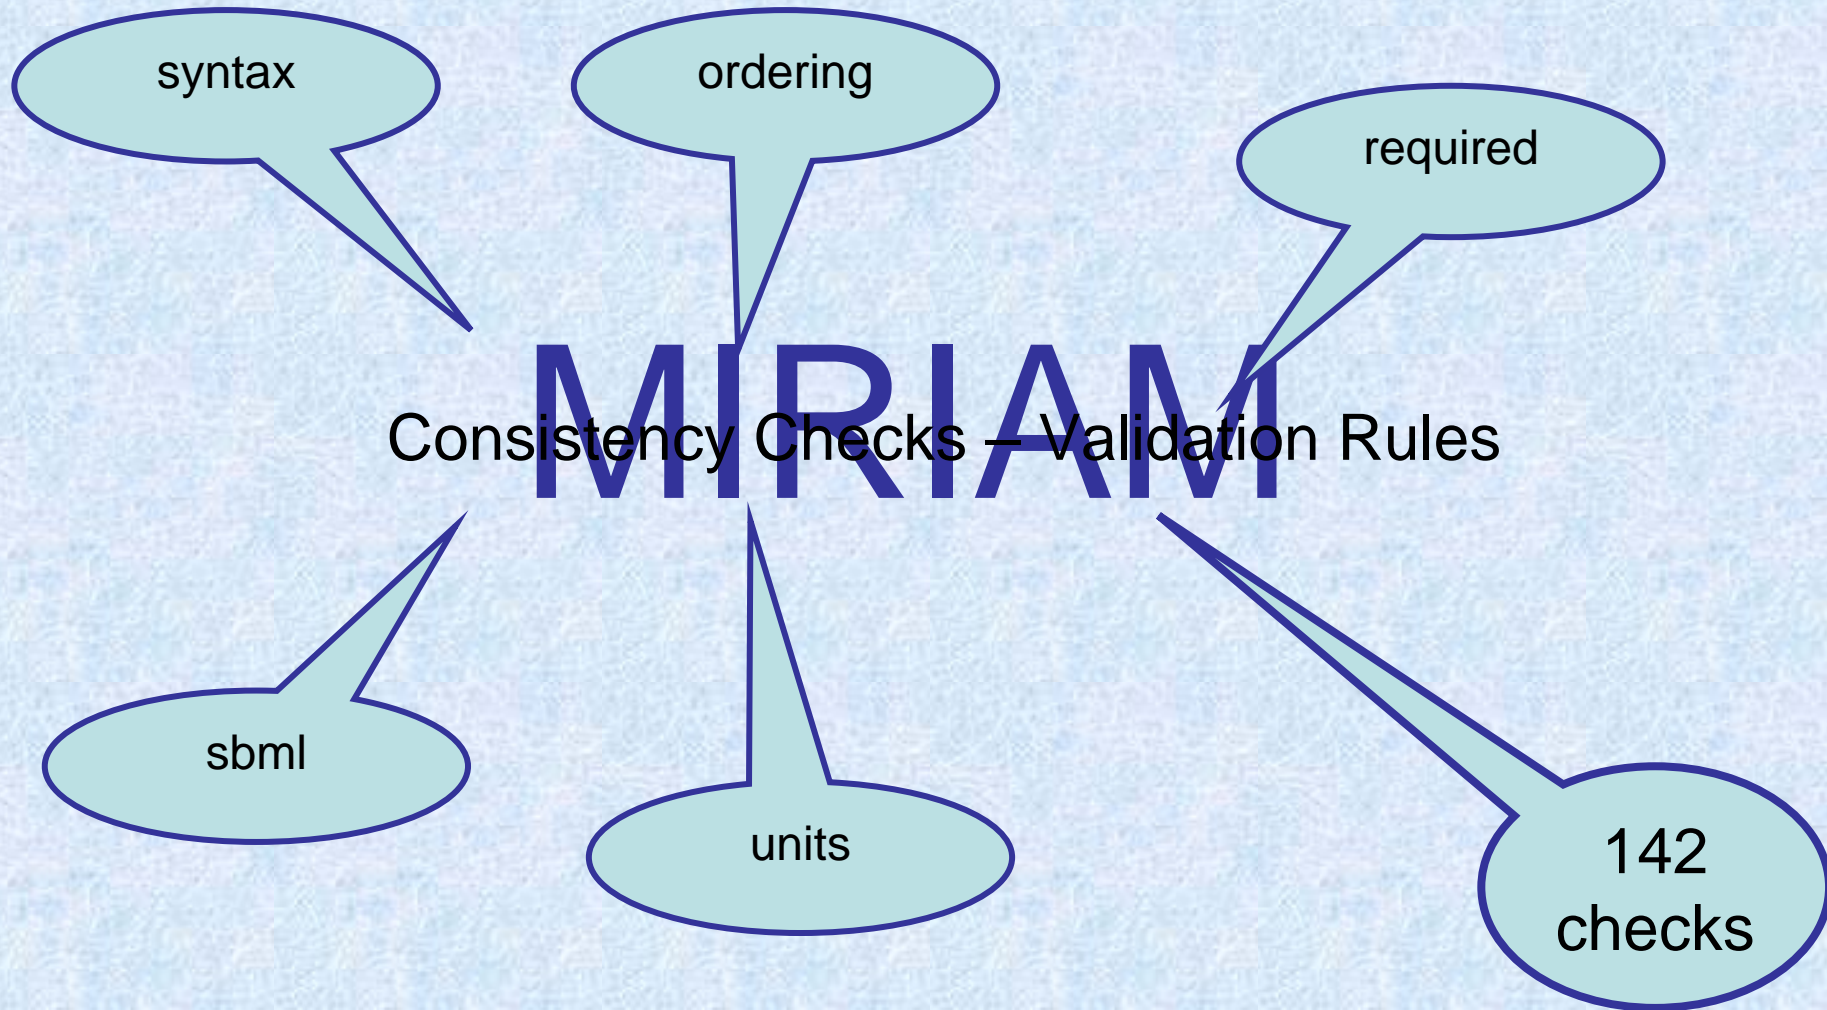 syntax
ordering
required
MIRIAM
Consistency Checks – Validation Rules
sbml
units
142
checks